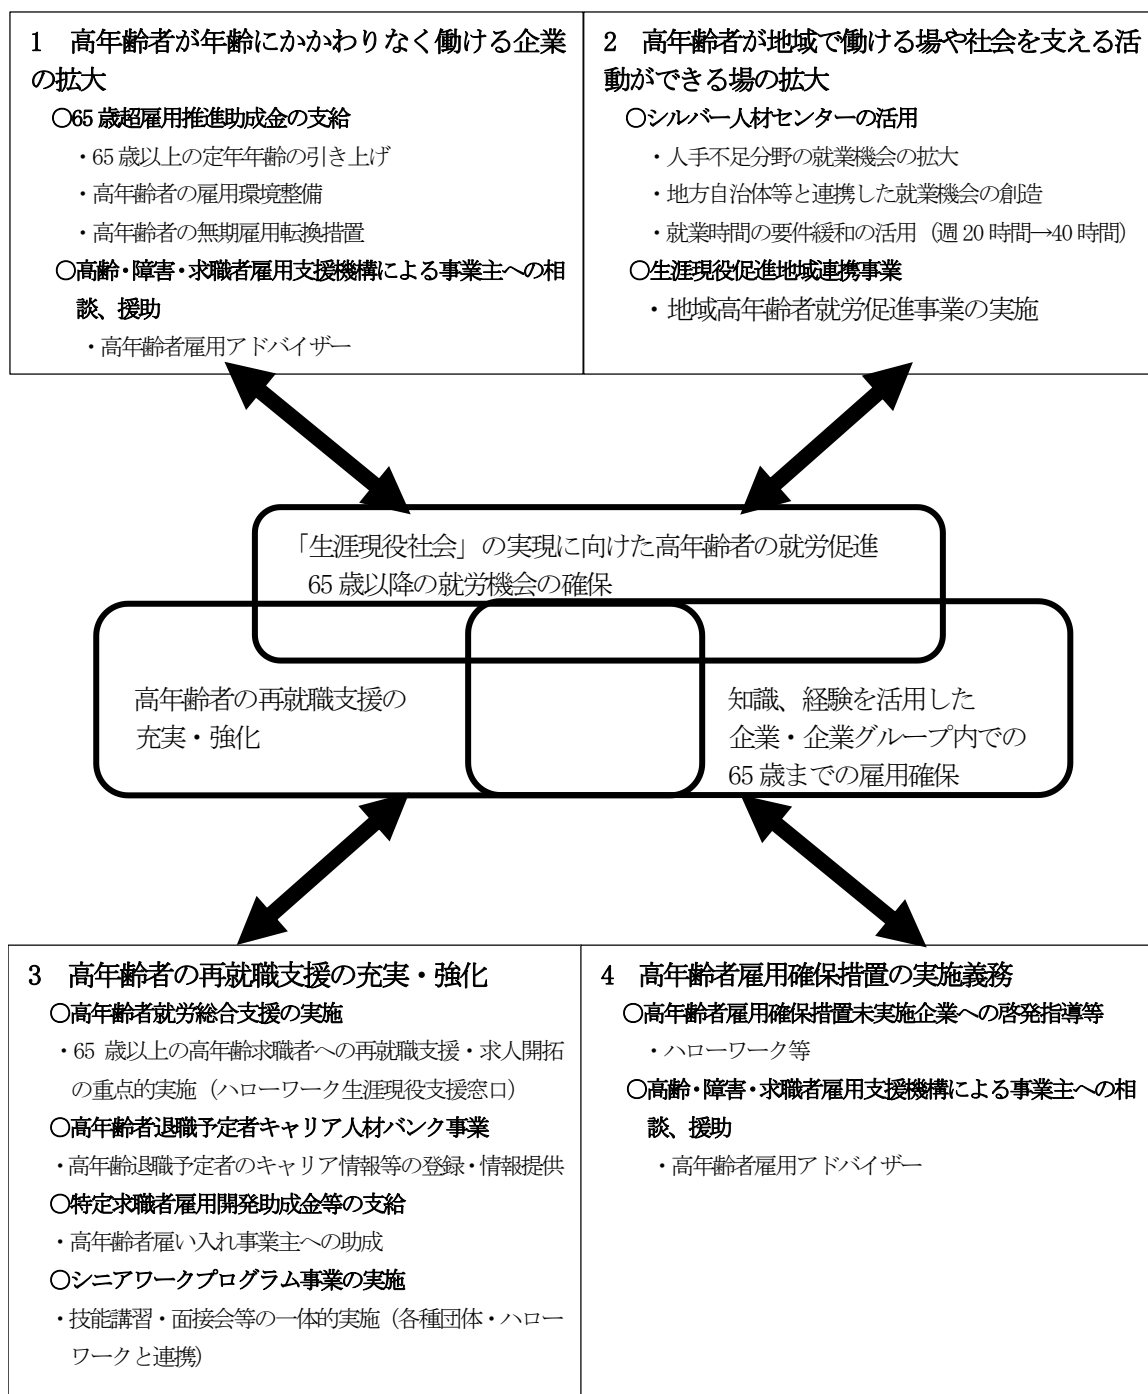 1　高年齢者が年齢にかかわりなく働ける企業
の拡大
○65歳超雇用推進助成金の支給
・65歳以上の定年年齢の引き上げ
・高年齢者の雇用環境整備
・高年齢者の無期雇用転換措置
○高齢・障害・求職者雇用支援機構による事業主への相
談、援助
・高年齢者雇用アドバイザー
2　高年齢者が地域で働ける場や社会を支える活
動ができる場の拡大
○シルバー人材センターの活用
・人手不足分野の就業機会の拡大
・地方自治体等と連携した就業機会の創造
・就業時間の要件緩和の活用（週20時間→40時間）
○生涯現役促進地域連携事業
・地域高年齢者就労促進事業の実施
「生涯現役社会」の実現に向けた高年齢者の就労促進
65歳以降の就労機会の確保
高年齢者の再就職支援の
充実・強化
知識、経験を活用した
企業・企業グループ内での
65歳までの雇用確保
3　高年齢者の再就職支援の充実・強化
○高年齢者就労総合支援の実施
・65 歳以上の高年齢求職者への再就職支援・求人開拓
の重点的実施（ハローワーク生涯現役支援窓口）
○高年齢者退職予定者キャリア人材バンク事業
・高年齢退職予定者のキャリア情報等の登録・情報提供
○特定求職者雇用開発助成金等の支給
・高年齢者雇い入れ事業主への助成
○シニアワークプログラム事業の実施
・技能講習・面接会等の一体的実施（各種団体・ハロー
ワークと連携）
4　高年齢者雇用確保措置の実施義務
○高年齢者雇用確保措置未実施企業への啓発指導等
・ハローワーク等
○高齢・障害・求職者雇用支援機構による事業主への相
談、援助
・高年齢者雇用アドバイザー